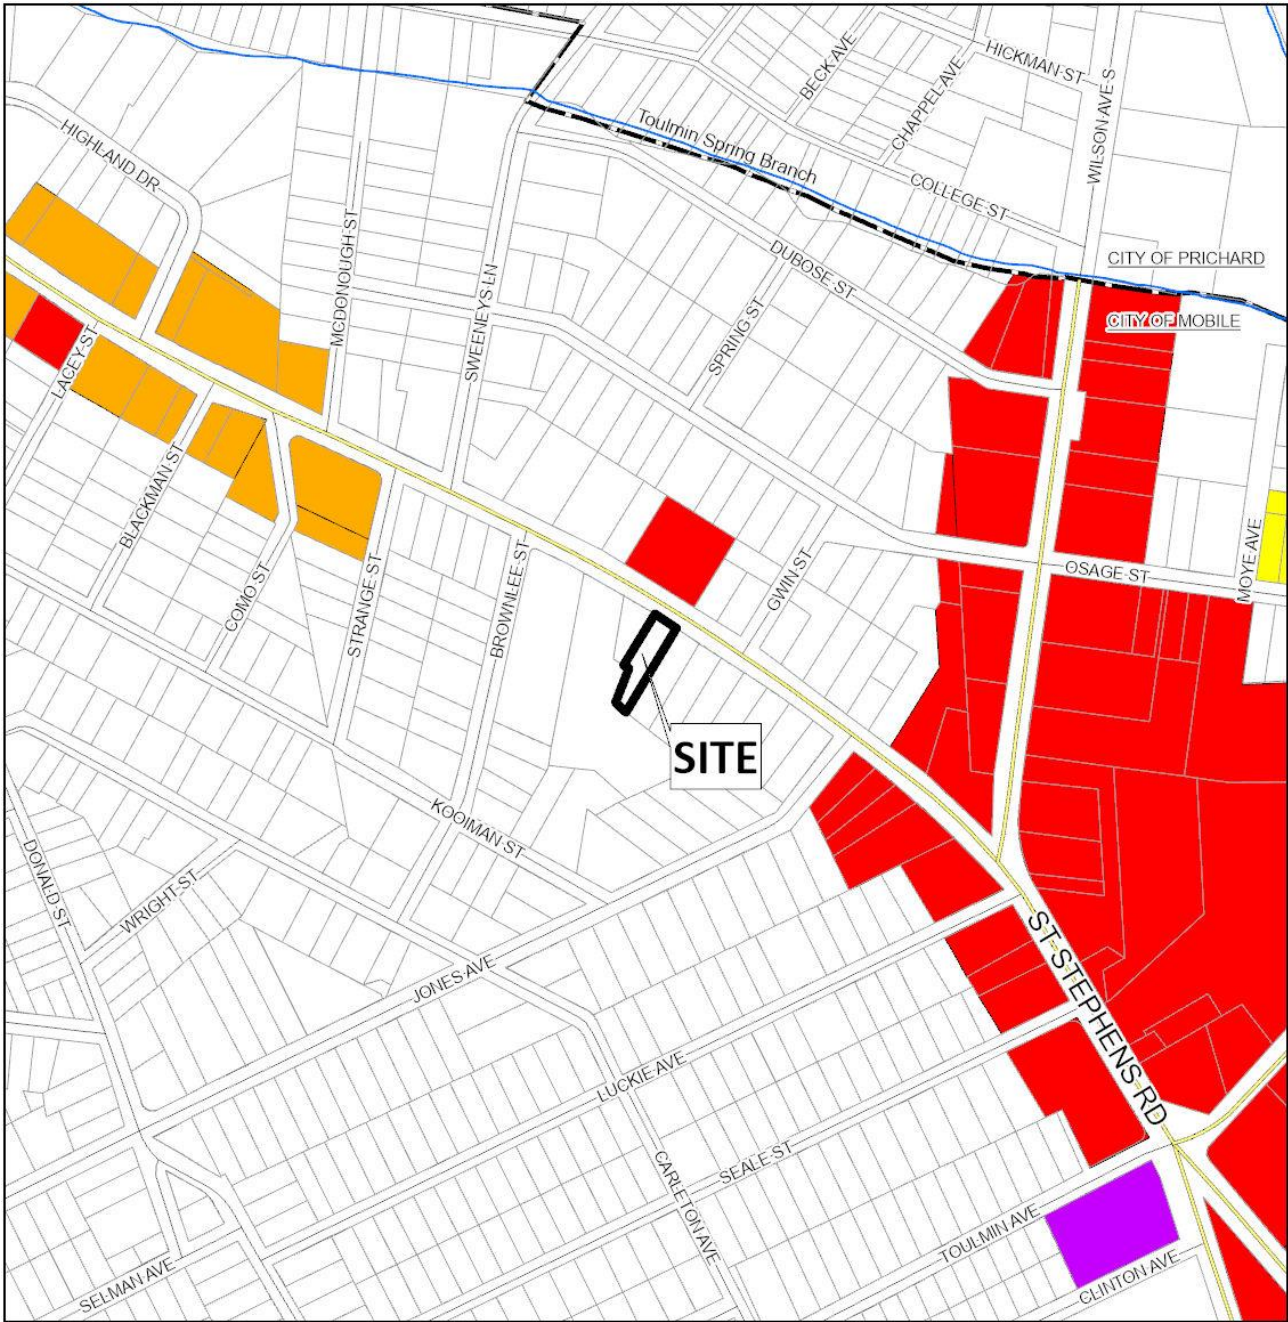 HICKMAN ST
BECK AVE
CHAPPEL AVE
WILSON AVE S
Toulmin Spring Branch
HIGHLAND DR
COLLEGE ST
MCDONOUGH ST
SWEENEYS LN
DUBOSE ST
CITY OF PRICHARD
CITY OF MOBILE
SPRING ST
LACEY ST
BLACKMAN ST
COMO ST
STRANGE ST
BROWNLEE ST
GWIN ST
OSAGE ST
MOYE AVE
SITE
KOOIMAN ST
DONALD ST
WRIGHT ST
JONES AVE
ST STEPHENS RD
LUCKIE AVE
SEALE ST
CARLETON AVE
TOULMIN AVE
SELMAN AVE
CLINTON AVE